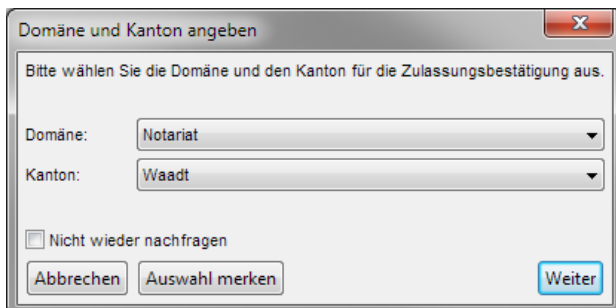 Domäne und Kanton angeben
Bitte wählen Sie die Domäne und den Kanton für die Zulassungsbestätigung aus.
Domäne: Notariat
Kanton: Waadt
Nicht wieder nachfragen
Abbrechen Auswahl merken Weiter